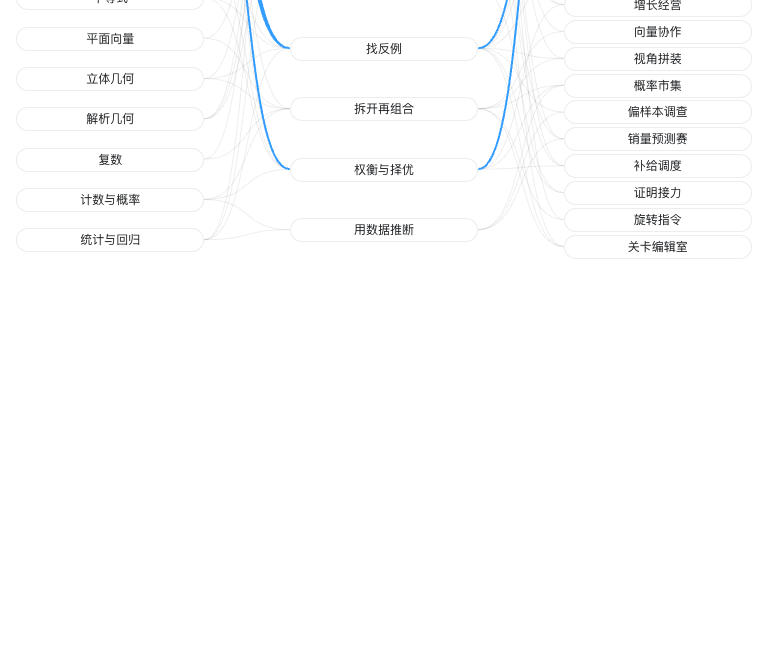 不等式
平面向量
立体几何
解析几何
复数
计数与概率
统计与回归
找反例
拆开再组合
权衡与择优
用数据推断
增长经营
向量协作
视角拼装
概率市集
偏样本调查
销量预测赛
补给调度
证明接力
旋转指令
关卡编辑室